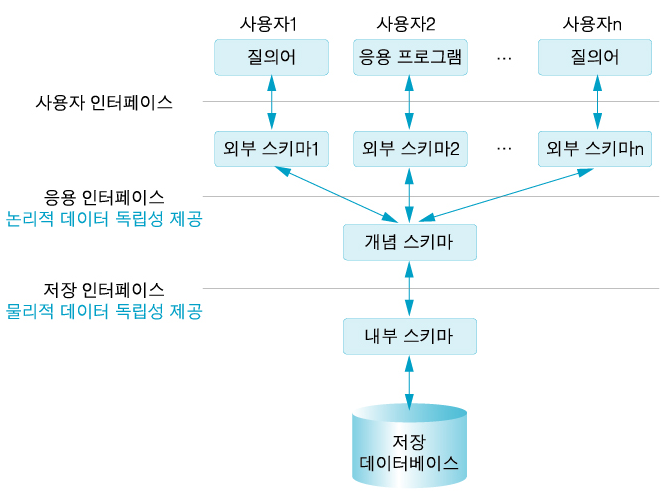 사용자1
사용자2
사용자n
질의어
응용 프로그램
...
질의어
사용자 인터페이스
외부 스키마1
외부 스키마2
...
외부 스키마n
응용 인터페이스
논리적 데이터 독립성 제공
개념 스키마
저장 인터페이스
물리적 데이터 독립성 제공
내부 스키마
저장
데이터베이스